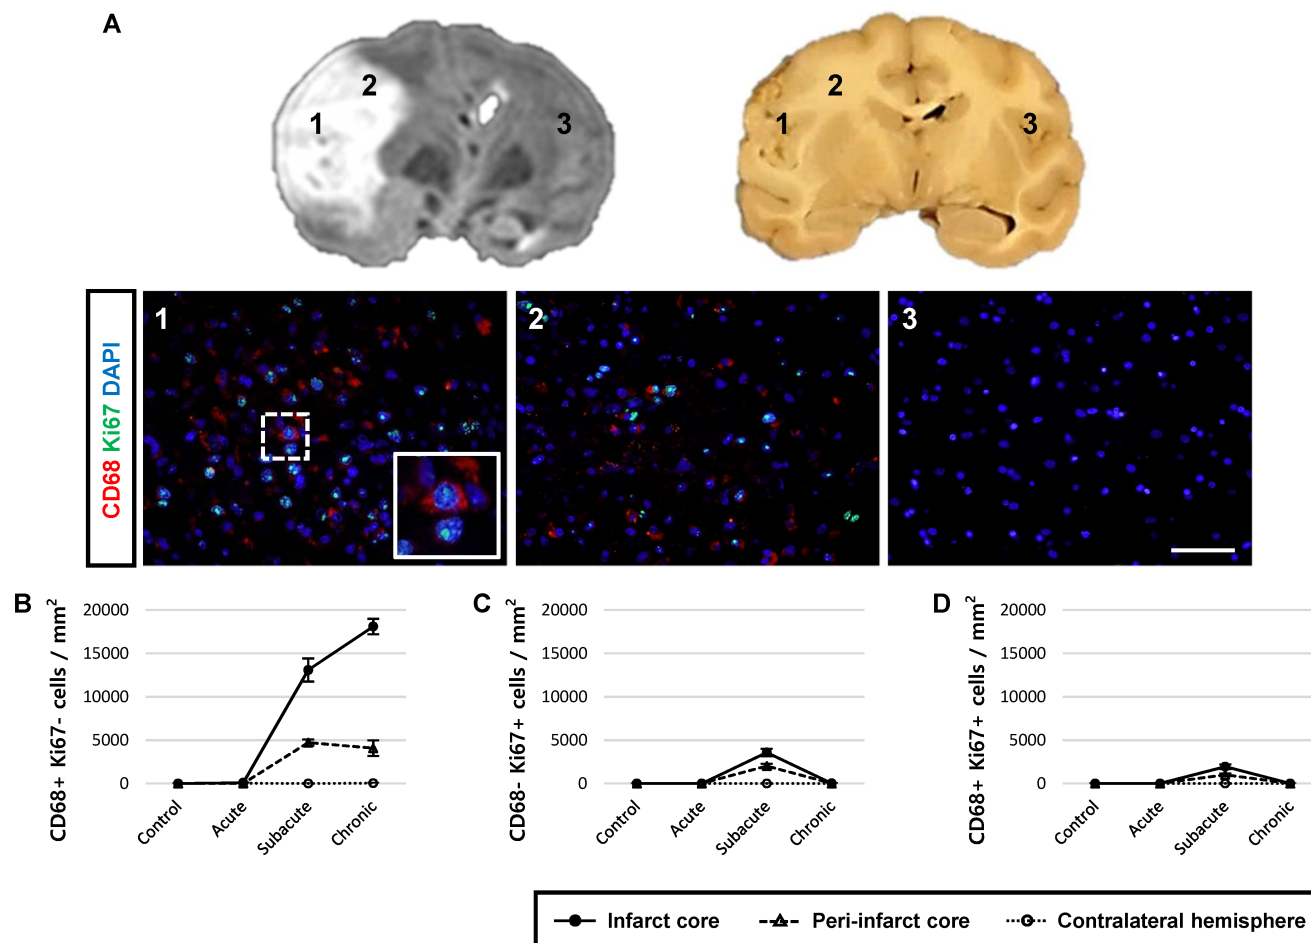 A
1
2
3
1
2
3
CD68 Ki67 DAPI
1
2
3
B
CD68+ Ki67- cells / mm2
20000
15000
10000
5000
0
Control
Acute
Subacute
Chronic
C
CD68- Ki67+ cells / mm2
20000
15000
10000
5000
0
Control
Acute
Subacute
Chronic
D
CD68+ Ki67+ cells / mm2
20000
15000
10000
5000
0
Control
Acute
Subacute
Chronic
Infarct core
Peri-infarct core
Contralateral hemisphere